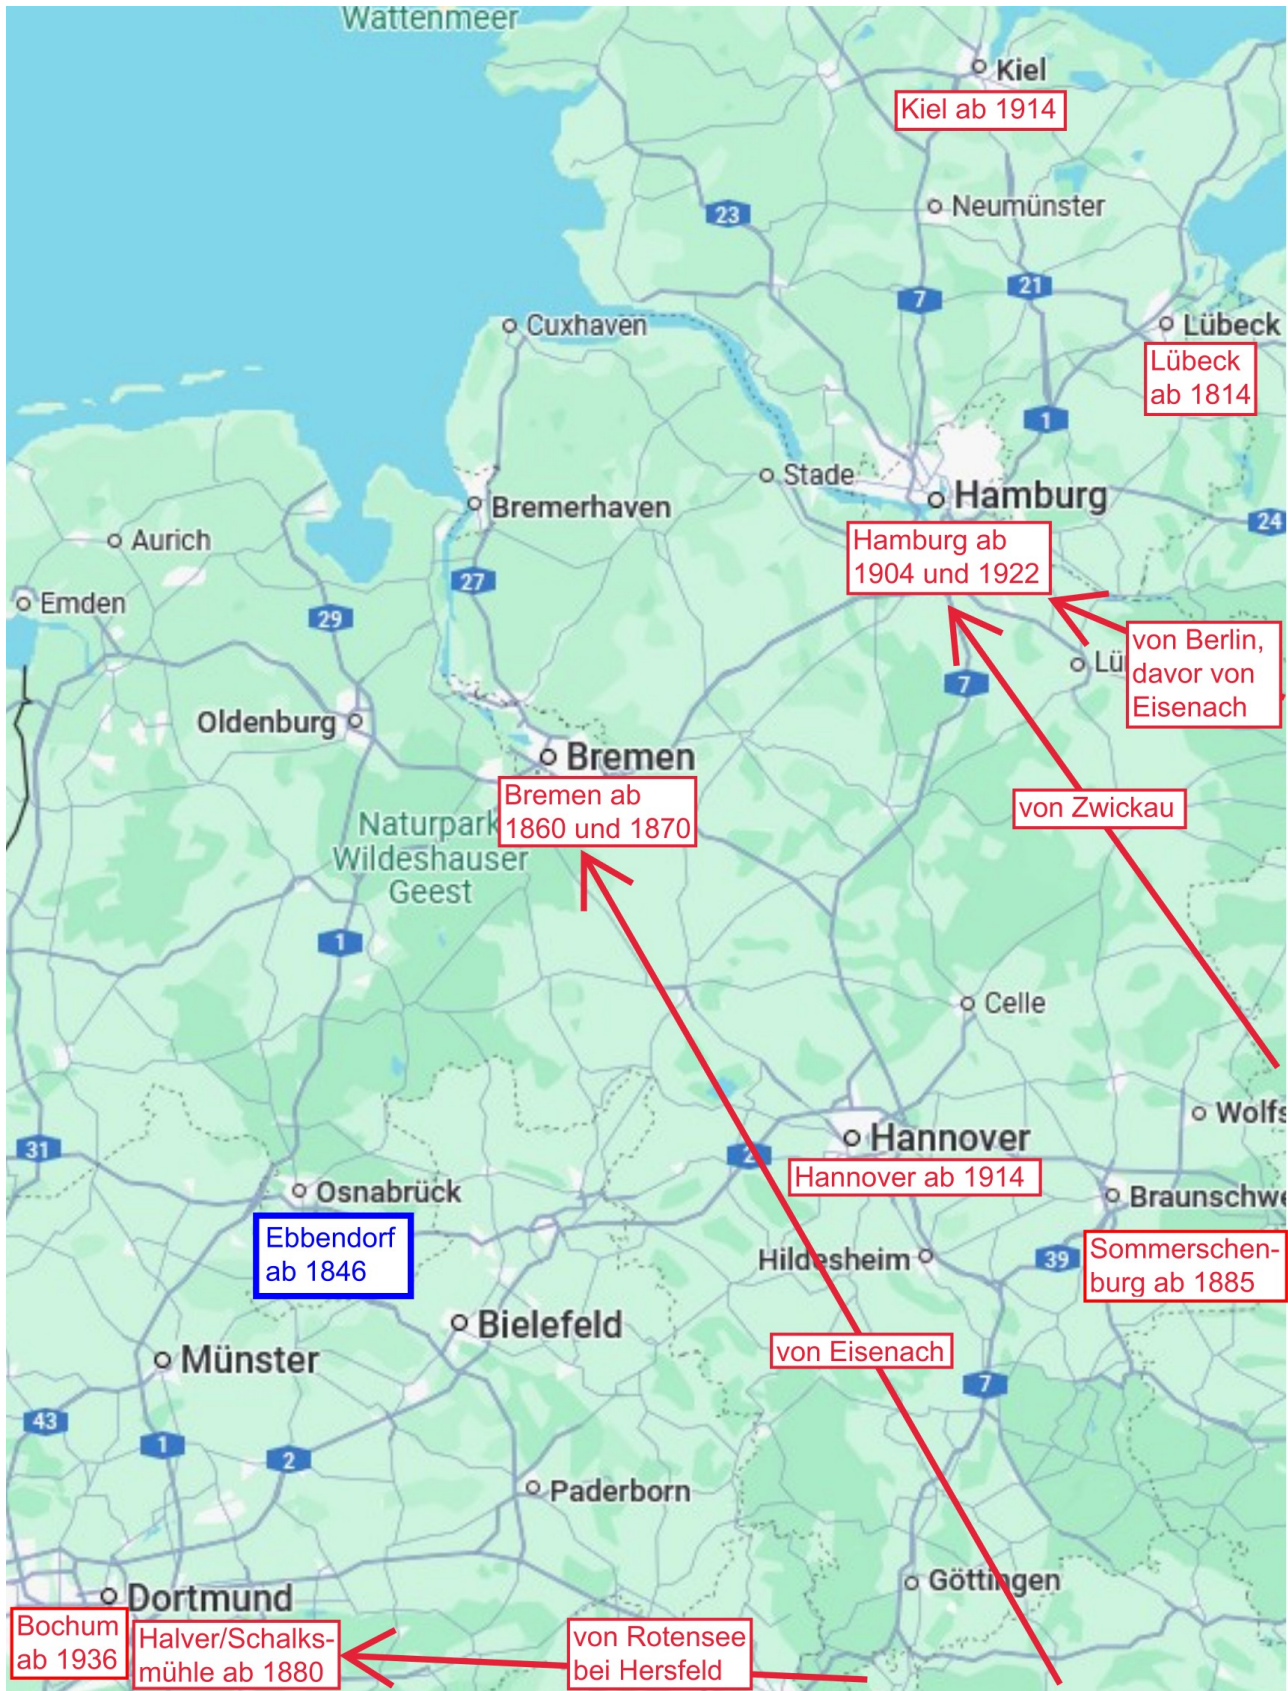 Wattenmeer
Kiel
Kiel ab 1914
Neumünster
23
21
7
Cuxhaven
Lübeck
Lübeck
ab 1814
1
Stade
Hamburg
Bremerhaven
24
Aurich
Hamburg ab
1904 und 1922
27
Emden
29
von Berlin,
davor von
Eisenach
Lü
7
Oldenburg
Bremen
Bremen ab
1860 und 1870
von Zwickau
Naturpark
Wildeshauser
Geest
1
Celle
Wolfs
Hannover
31
2
Hannover ab 1914
Osnabrück
Braunschwe
Ebbendorf
ab 1846
Hildesheim
39
Sommerschen-
burg ab 1885
Bielefeld
Münster
von Eisenach
7
43
1
2
Paderborn
Göttingen
Dortmund
Bochum
ab 1936
Halver/Schalks-
mühle ab 1880
von Rotensee
bei Hersfeld